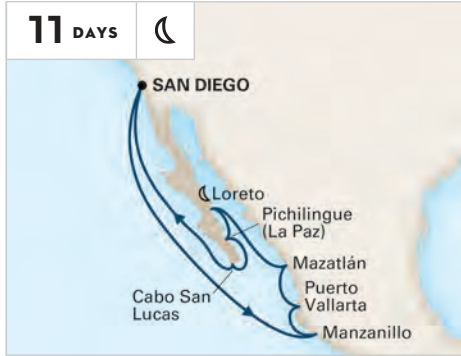 11 DAYS
SAN DIEGO
Loreto
Pichilingue
(La Paz)
Mazatlán
Puerto
Vallarta
Cabo San
Lucas
Manzanillo